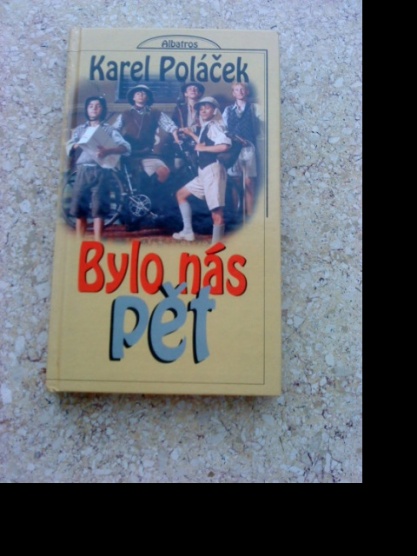 Albatros
Karel Poláček
Bylo nás
pět